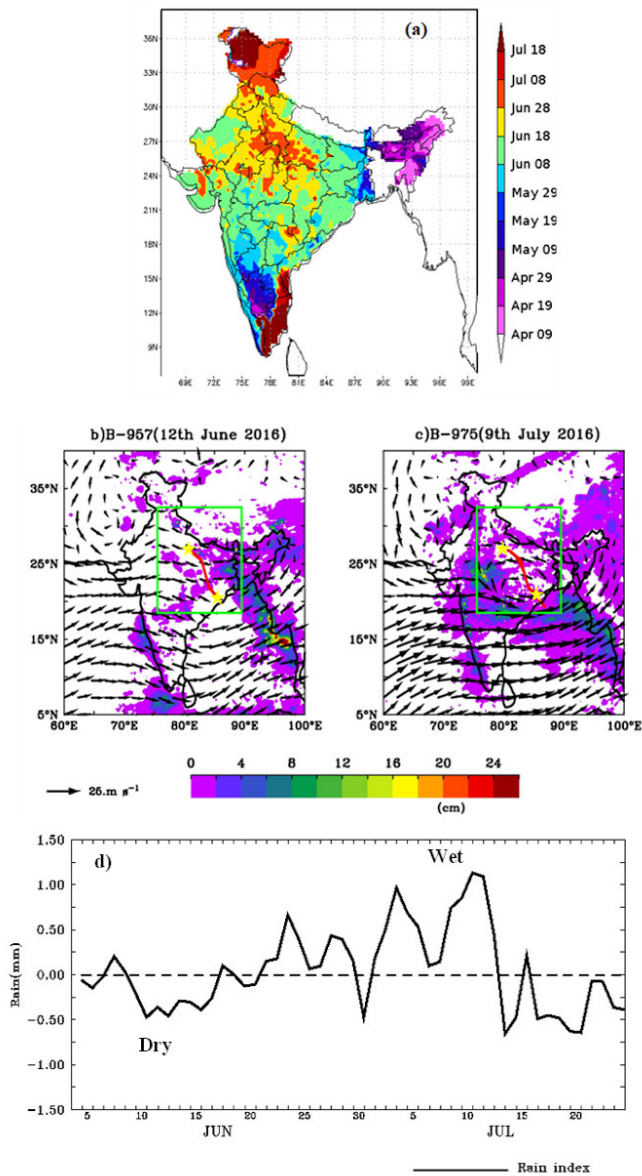 (a)
36N
33N
30N
27N
24N
21N
18N
15N
12N
9N
69E 72E 75E 78E 81E 84E 87E 90E 93E 96E 99E
Jul 18
Jul 08
Jun 28
Jun 18
Jun 08
May 29
May 19
May 09
Apr 29
Apr 19
Apr 09
b)B-957(12th June 2016)
35°N
26°N
15°N
5°N
60°E 70°E 80°E 90°E 100°E
c)B-975(9th July 2016)
35°N
26°N
15°N
5°N
60°E 70°E 80°E 90°E 100°E
26.m s⁻¹
0 4 8 12 16 20 24
(cm)
d)
Wet
Dry
Rain(mm)
1.50
1.00
0.50
0.00
-0.50
-1.00
-1.50
5 10 15 20 25 30 5 10 15 20
JUN JUL
Rain index